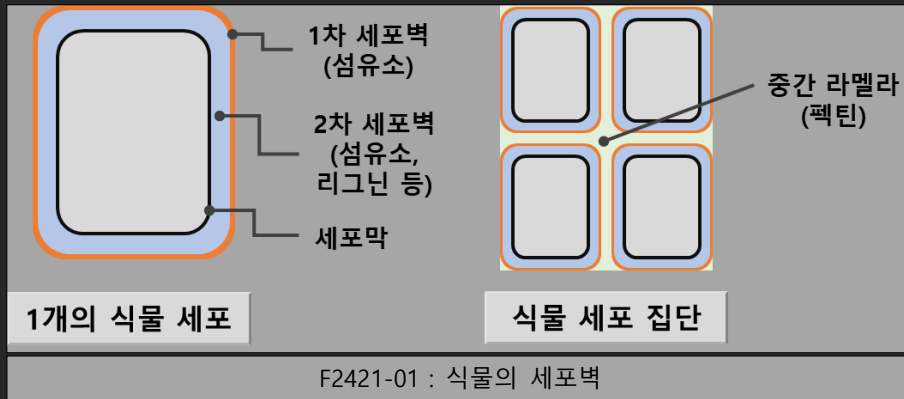 1차 세포벽
(섬유소)
2차 세포벽
(섬유소,
리그닌 등)
세포막
1개의 식물 세포
중간 라멜라
(펙틴)
식물 세포 집단
F2421-01 : 식물의 세포벽